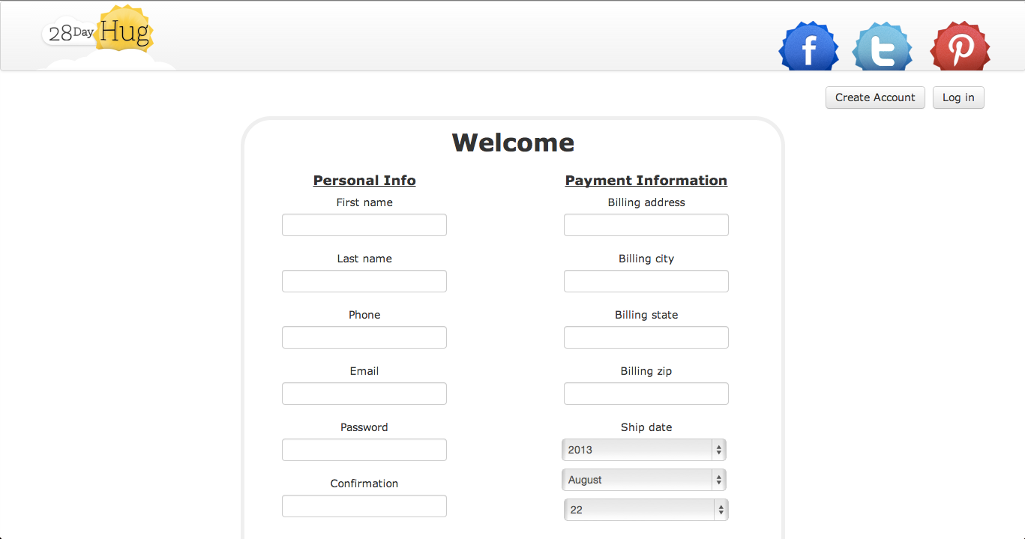 28 Day Hug
f t P
Create Account Log in
Welcome
Personal Info
First name
Last name
Phone
Email
Password
Confirmation
Payment Information
Billing address
Billing city
Billing state
Billing zip
Ship date
2013
August
22